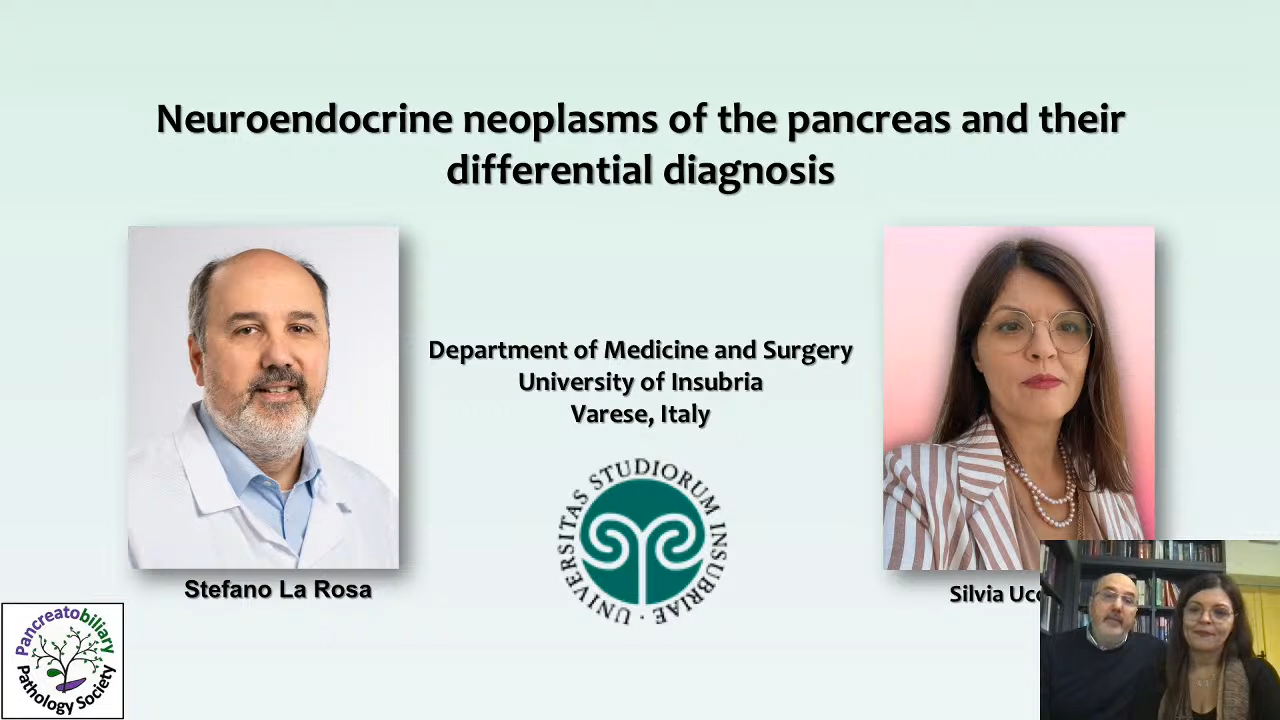 Neuroendocrine neoplasms of the pancreas and their
differential diagnosis
Department of Medicine and Surgery
University of Insubria
Varese, Italy
UNIVERSITAS STUDIORUM INSUBRIAE
Stefano La Rosa
Silvia
Pancreatobiliary
Pathology Society